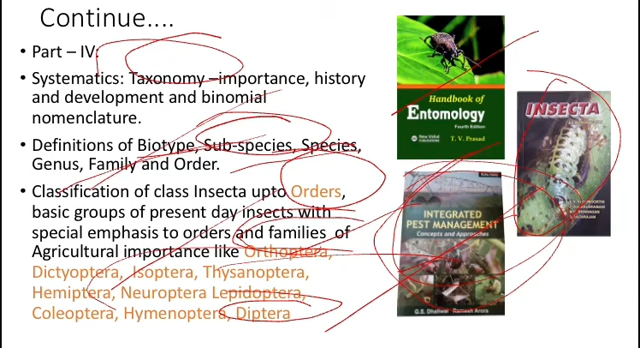 Continue....
• Part – IV:
• Systematics: Taxonomy –importance, history
and development and binomial
nomenclature.
• Definitions of Biotype, Sub-species, Species,
Genus, Family and Order.
• Classification of class Insecta upto Orders,
basic groups of present day insects with
special emphasis to orders and families of
Agricultural importance like Orthoptera,
Dictyoptera, Isoptera, Thysanoptera,
Hemiptera, Neuroptera Lepidoptera,
Coleoptera, Hymenoptera, Diptera
Handbook of
Entomology
Fourth Edition
T. V. Prasad
INSECTA
INTEGRATED
PEST MANAGEMENT
Concepts and Approaches
G.S. Dhaliwal Ramesh Arora